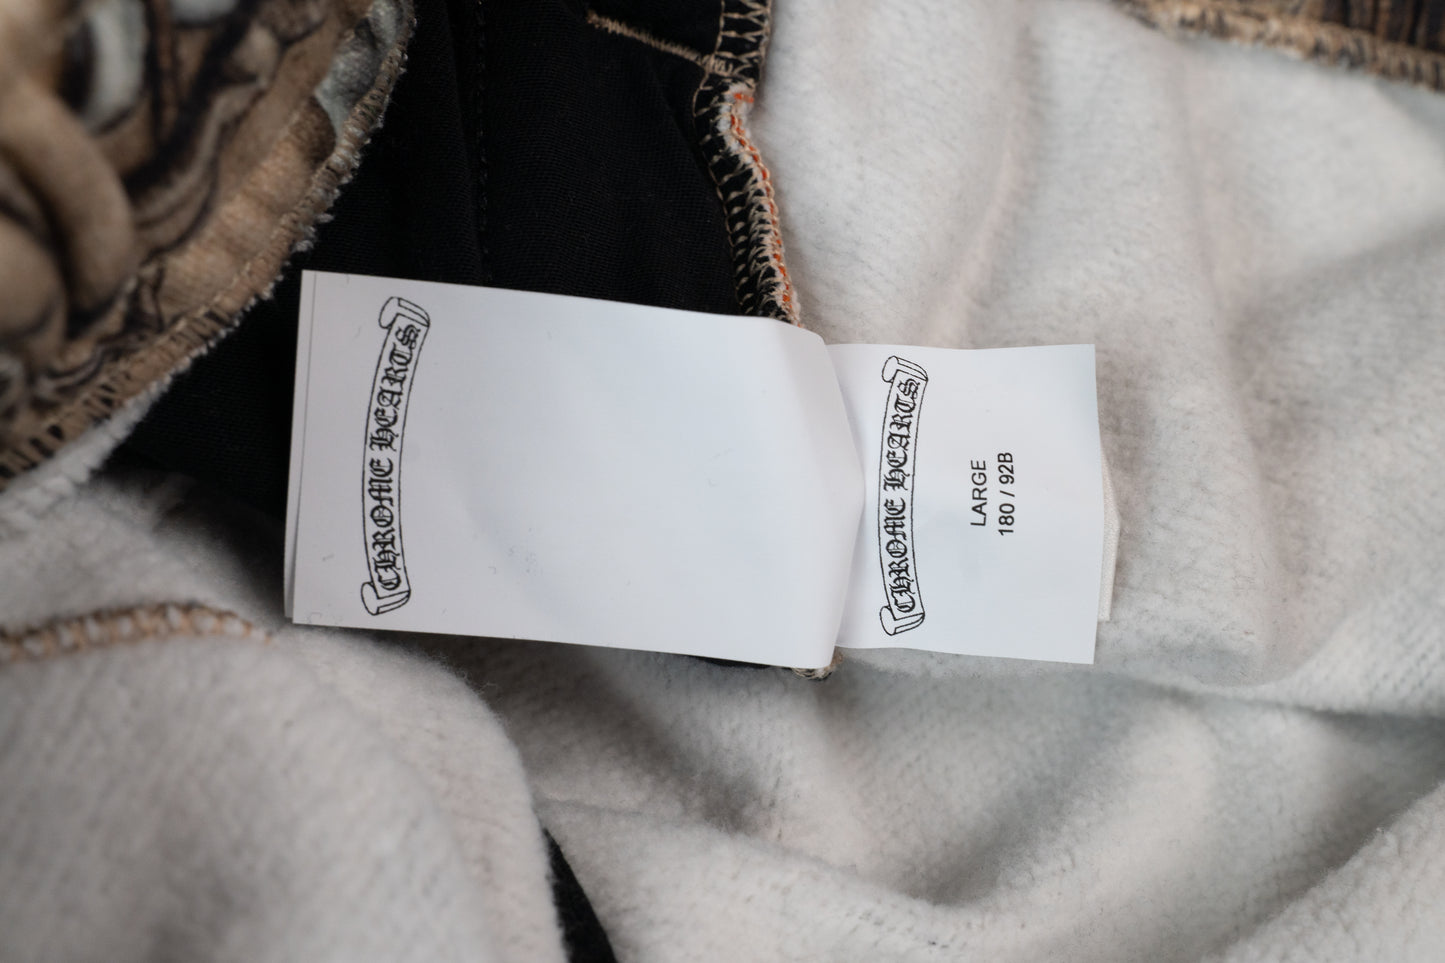 CHROME HEARTS
CHROME HEARTS
LARGE
180 / 92B